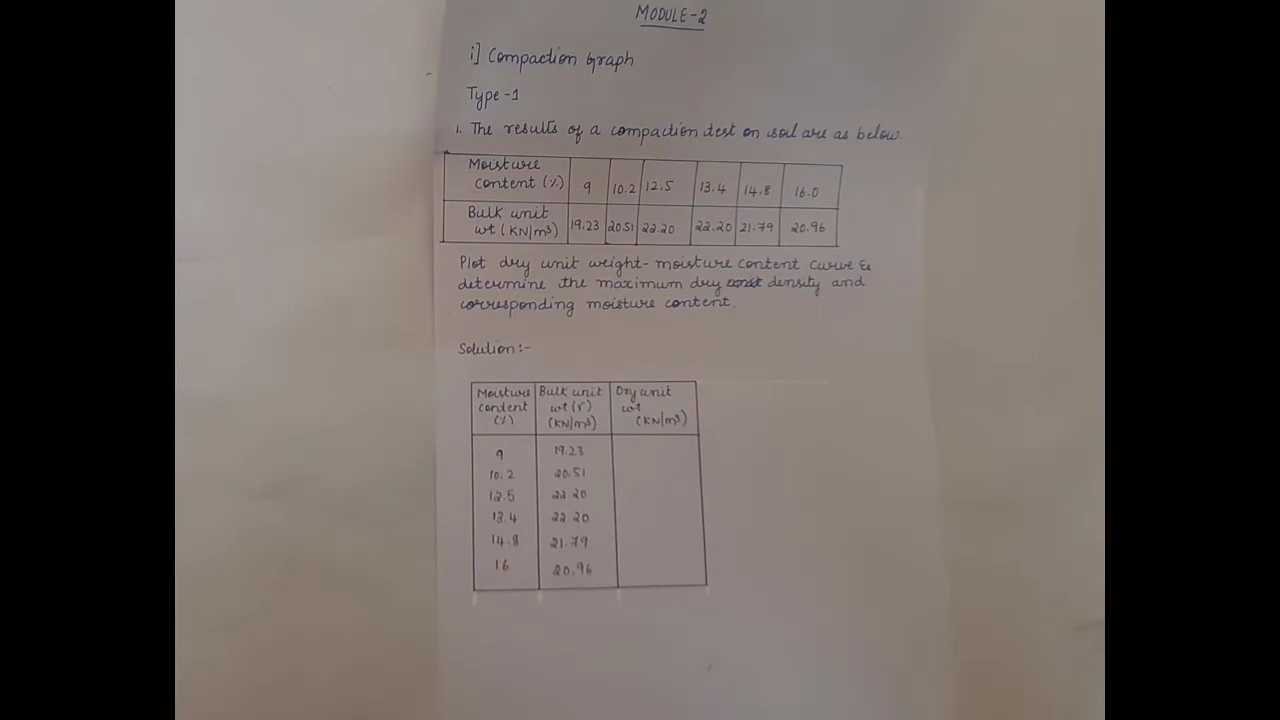 MODULE-2
i] Compaction Graph
Type-1
1. The results of a compaction test on soil are as below.
Moisture content (%) 9 10.2 12.5 13.4 14.8 16.0
Bulk unit wt (KN/m³) 19.23 20.51 22.20 22.20 21.79 20.96
Plot dry unit weight- moisture content curve &
determine the maximum dry density and
corresponding moisture content.
Solution:-
Moisture content (%) Bulk unit wt (r) (KN/m³) Dry unit wt (KN/m³)
9 19.23
10.2 20.51
12.5 22.20
13.4 22.20
14.8 21.79
16 20.96